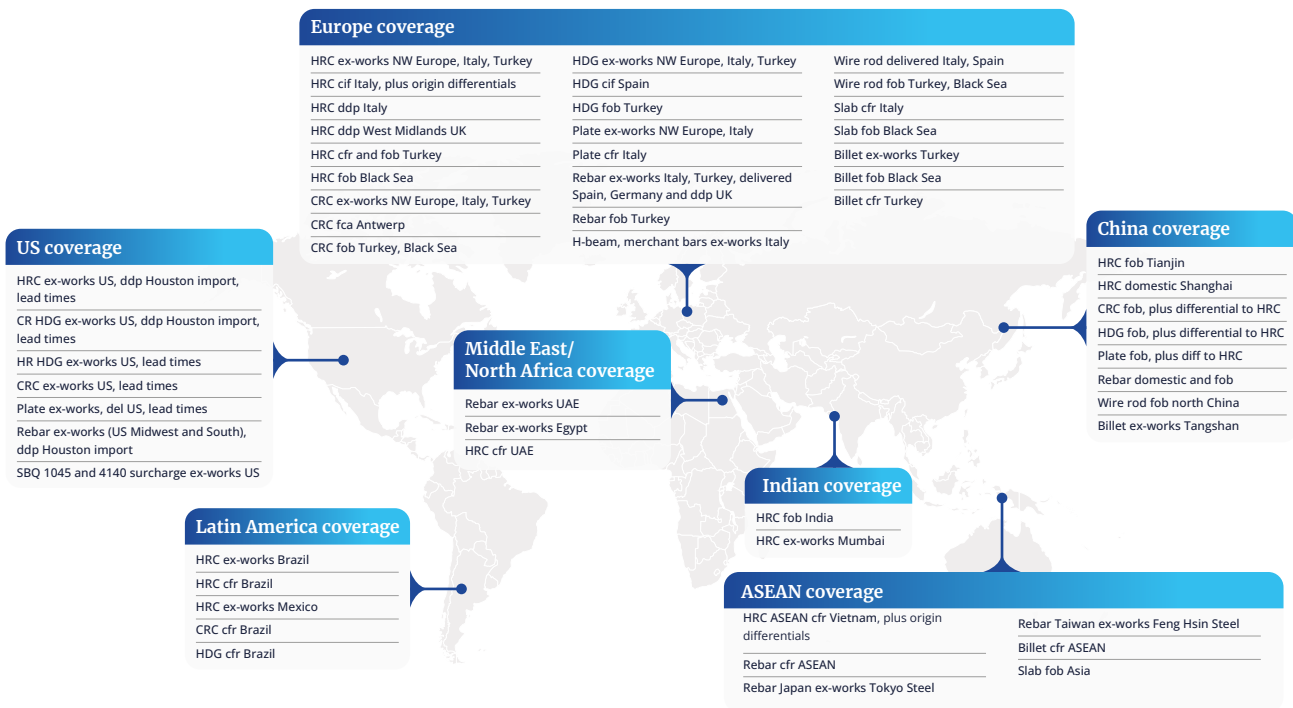 Europe coverage
HRC ex-works NW Europe, Italy, Turkey
HRC cif Italy, plus origin differentials
HRC ddp Italy
HRC ddp West Midlands UK
HRC cfr and fob Turkey
HRC fob Black Sea
CRC ex-works NW Europe, Italy, Turkey
CRC fca Antwerp
CRC fob Turkey, Black Sea
HDG ex-works NW Europe, Italy, Turkey
HDG cif Spain
HDG fob Turkey
Plate ex-works NW Europe, Italy
Plate cfr Italy
Rebar ex-works Italy, Turkey, delivered
Spain, Germany and ddp UK
Rebar fob Turkey
H-beam, merchant bars ex-works Italy
Wire rod delivered Italy, Spain
Wire rod fob Turkey, Black Sea
Slab cfr Italy
Slab fob Black Sea
Billet ex-works Turkey
Billet fob Black Sea
Billet cfr Turkey
US coverage
HRC ex-works US, ddp Houston import,
lead times
CR HDG ex-works US, ddp Houston import,
lead times
HR HDG ex-works US, lead times
CRC ex-works US, lead times
Plate ex-works, del US, lead times
Rebar ex-works (US Midwest and South),
ddp Houston import
SBQ 1045 and 4140 surcharge ex-works US
Middle East/
North Africa coverage
Rebar ex-works UAE
Rebar ex-works Egypt
HRC cfr UAE
China coverage
HRC fob Tianjin
HRC domestic Shanghai
CRC fob, plus differential to HRC
HDG fob, plus differential to HRC
Plate fob, plus diff to HRC
Rebar domestic and fob
Wire rod fob north China
Billet ex-works Tangshan
Indian coverage
HRC fob India
HRC ex-works Mumbai
Latin America coverage
HRC ex-works Brazil
HRC cfr Brazil
HRC ex-works Mexico
CRC cfr Brazil
HDG cfr Brazil
ASEAN coverage
HRC ASEAN cfr Vietnam, plus origin
differentials
Rebar cfr ASEAN
Rebar Japan ex-works Tokyo Steel
Rebar Taiwan ex-works Feng Hsin Steel
Billet cfr ASEAN
Slab fob Asia